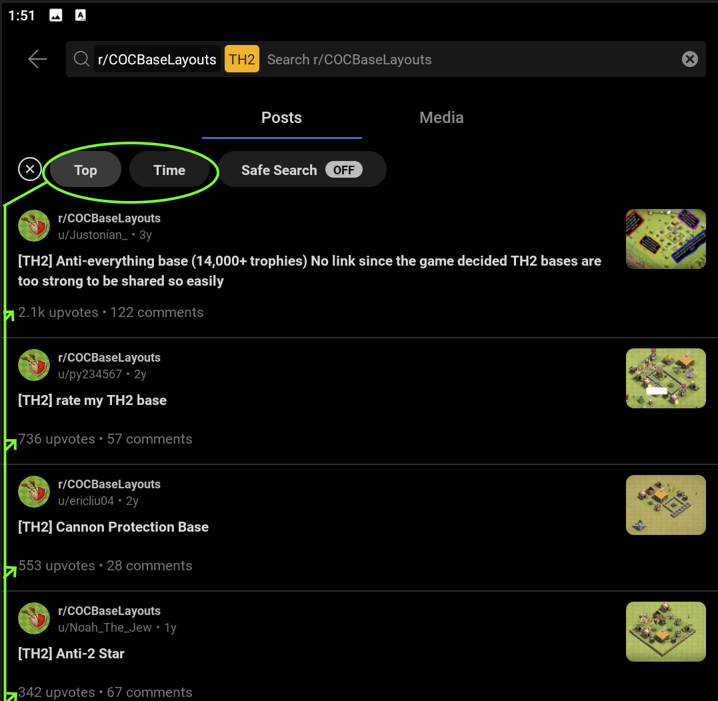 1:51
A
r/COCBaseLayouts TH2 Search r/COCBaseLayouts
Posts Media
Top Time Safe Search OFF
r/COCBaseLayouts
u/Justonian_ • 3y
[TH2] Anti-everything base (14,000+ trophies) No link since the game decided TH2 bases are
too strong to be shared so easily
2.1k upvotes • 122 comments
r/COCBaseLayouts
u/py234567 • 2y
[TH2] rate my TH2 base
736 upvotes • 57 comments
r/COCBaseLayouts
u/ericliu04 • 2y
[TH2] Cannon Protection Base
553 upvotes • 28 comments
r/COCBaseLayouts
u/Noah_The_Jew • 1y
[TH2] Anti-2 Star
342 upvotes • 67 comments